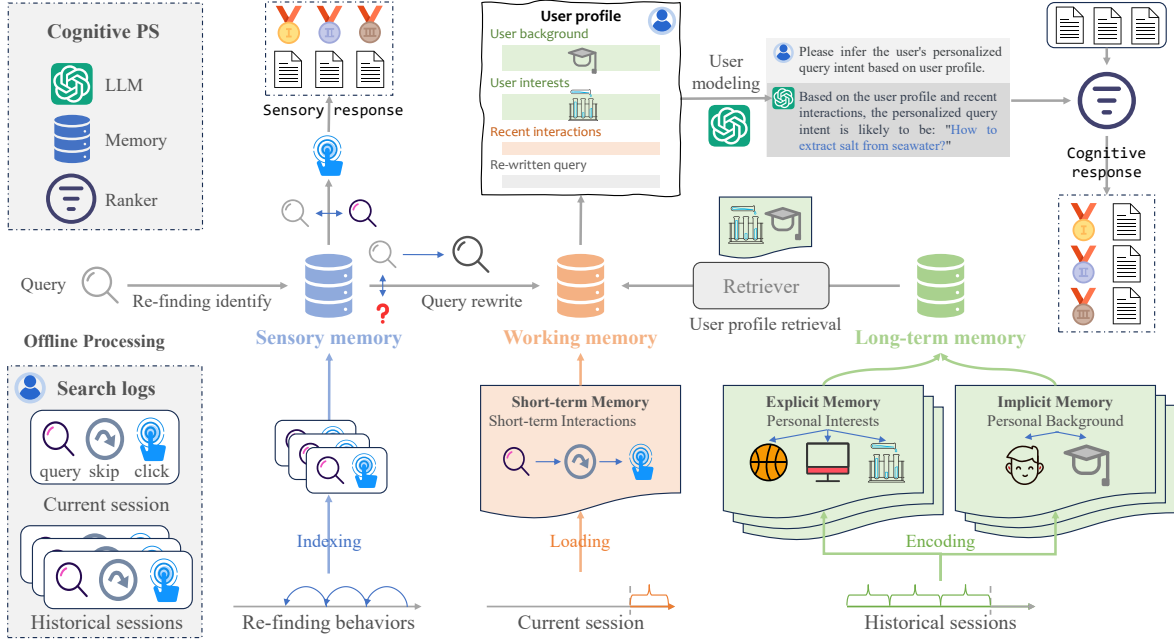 Cognitive PS
LLM
Memory
Ranker
I
II
III
Sensory response
User profile
User background
User interests
Recent interactions
Re-written query
User
modeling
Please infer the user's personalized
query intent based on user profile.
Based on the user profile and recent
interactions, the personalized query
intent is likely to be: "How to
extract salt from seawater?"
Cognitive
response
I
II
III
Query
Re-finding identify
?
Query rewrite
Retriever
User profile retrieval
Sensory memory
Working memory
Long-term memory
Offline Processing
Search logs
query skip click
Current session
Historical sessions
Indexing
Re-finding behaviors
Short-term Memory
Short-term Interactions
Loading
Current session
Explicit Memory
Personal Interests
Implicit Memory
Personal Background
Encoding
Historical sessions